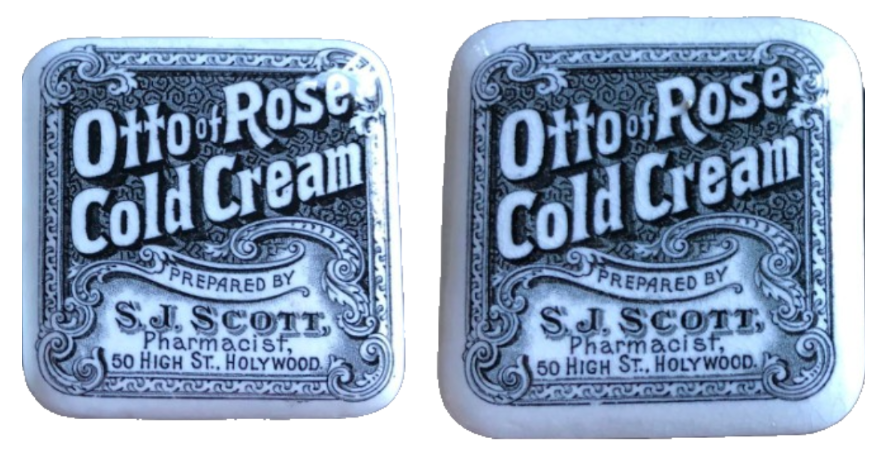 Otto of Rose
Cold Cream
PREPARED BY
S.J. SCOTT,
Pharmacist,
50 HIGH ST., HOLYWOOD.
Otto of Rose
Cold Cream
PREPARED BY
S.J. SCOTT,
Pharmacist,
50 HIGH ST., HOLYWOOD.